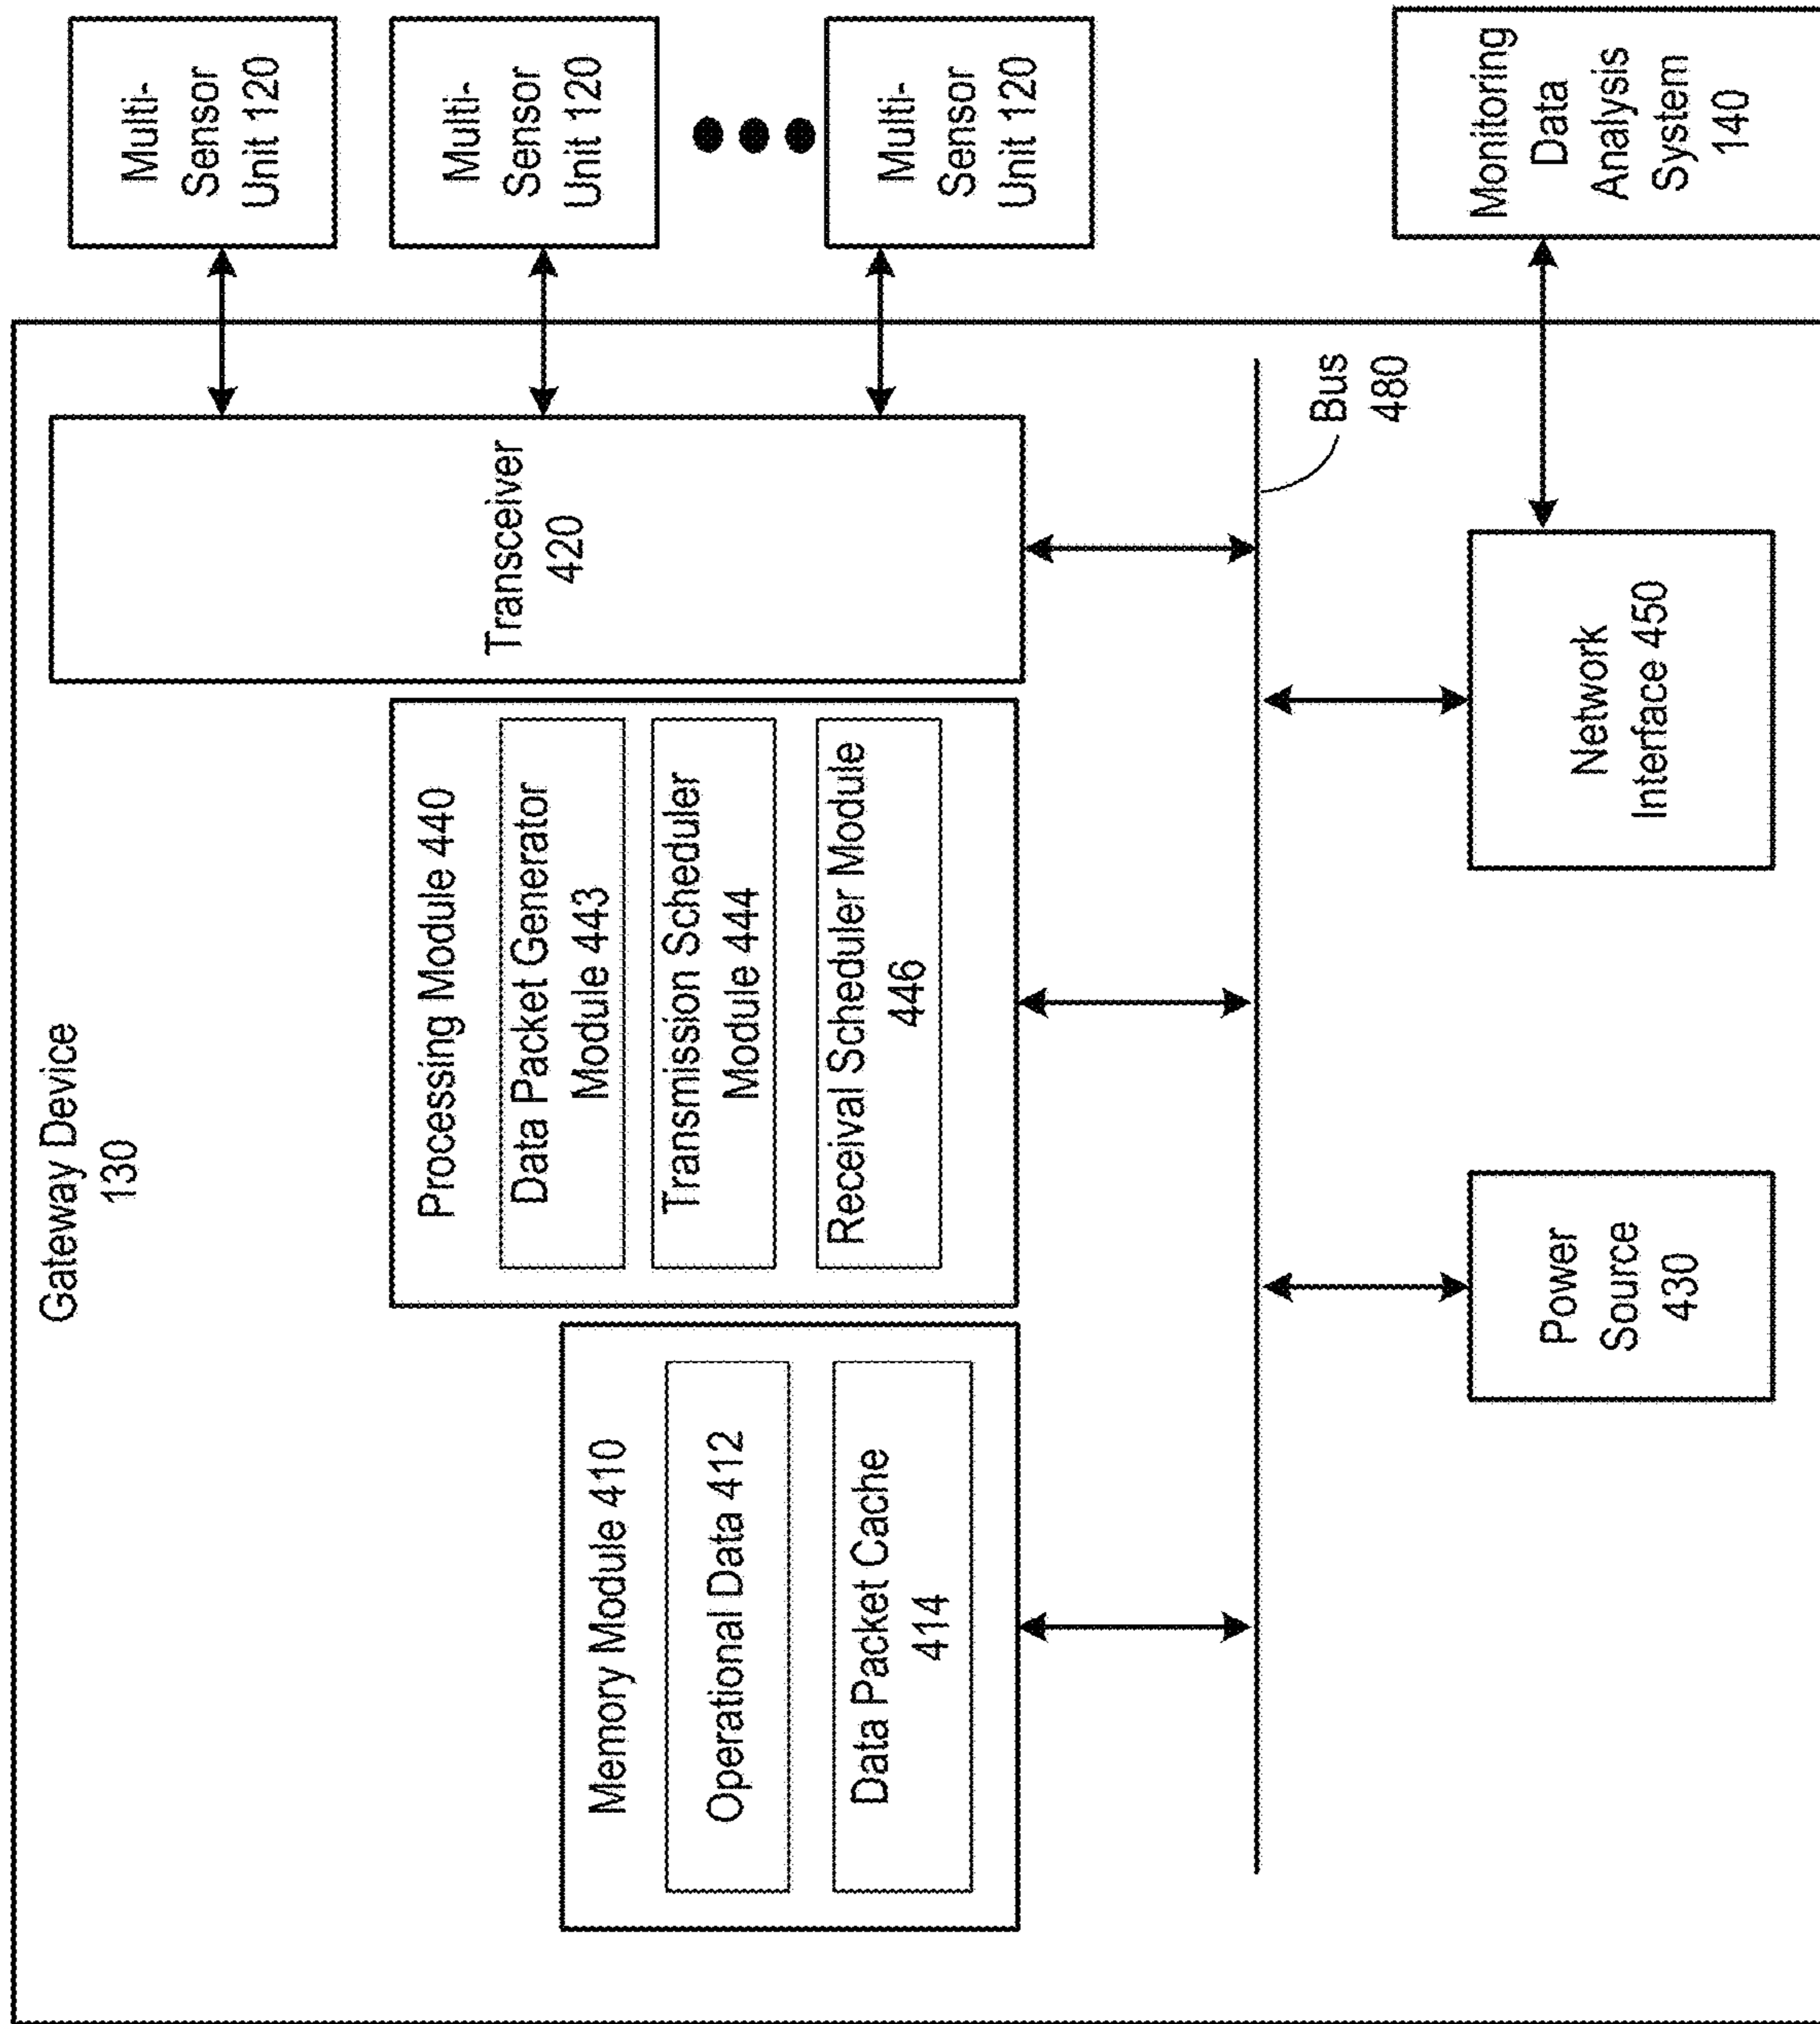 Gateway Device
130
Memory Module 410
Operational Data 412
Data Packet Cache
414
Processing Module 440
Data Packet Generator
Module 443
Transmission Scheduler
Module 444
Receival Scheduler Module
446
Transceiver
420
Multi-
Sensor
Unit 120
Multi-
Sensor
Unit 120
Multi-
Sensor
Unit 120
Bus
480
Power
Source
430
Network
Interface 450
Monitoring
Data
Analysis
System
140